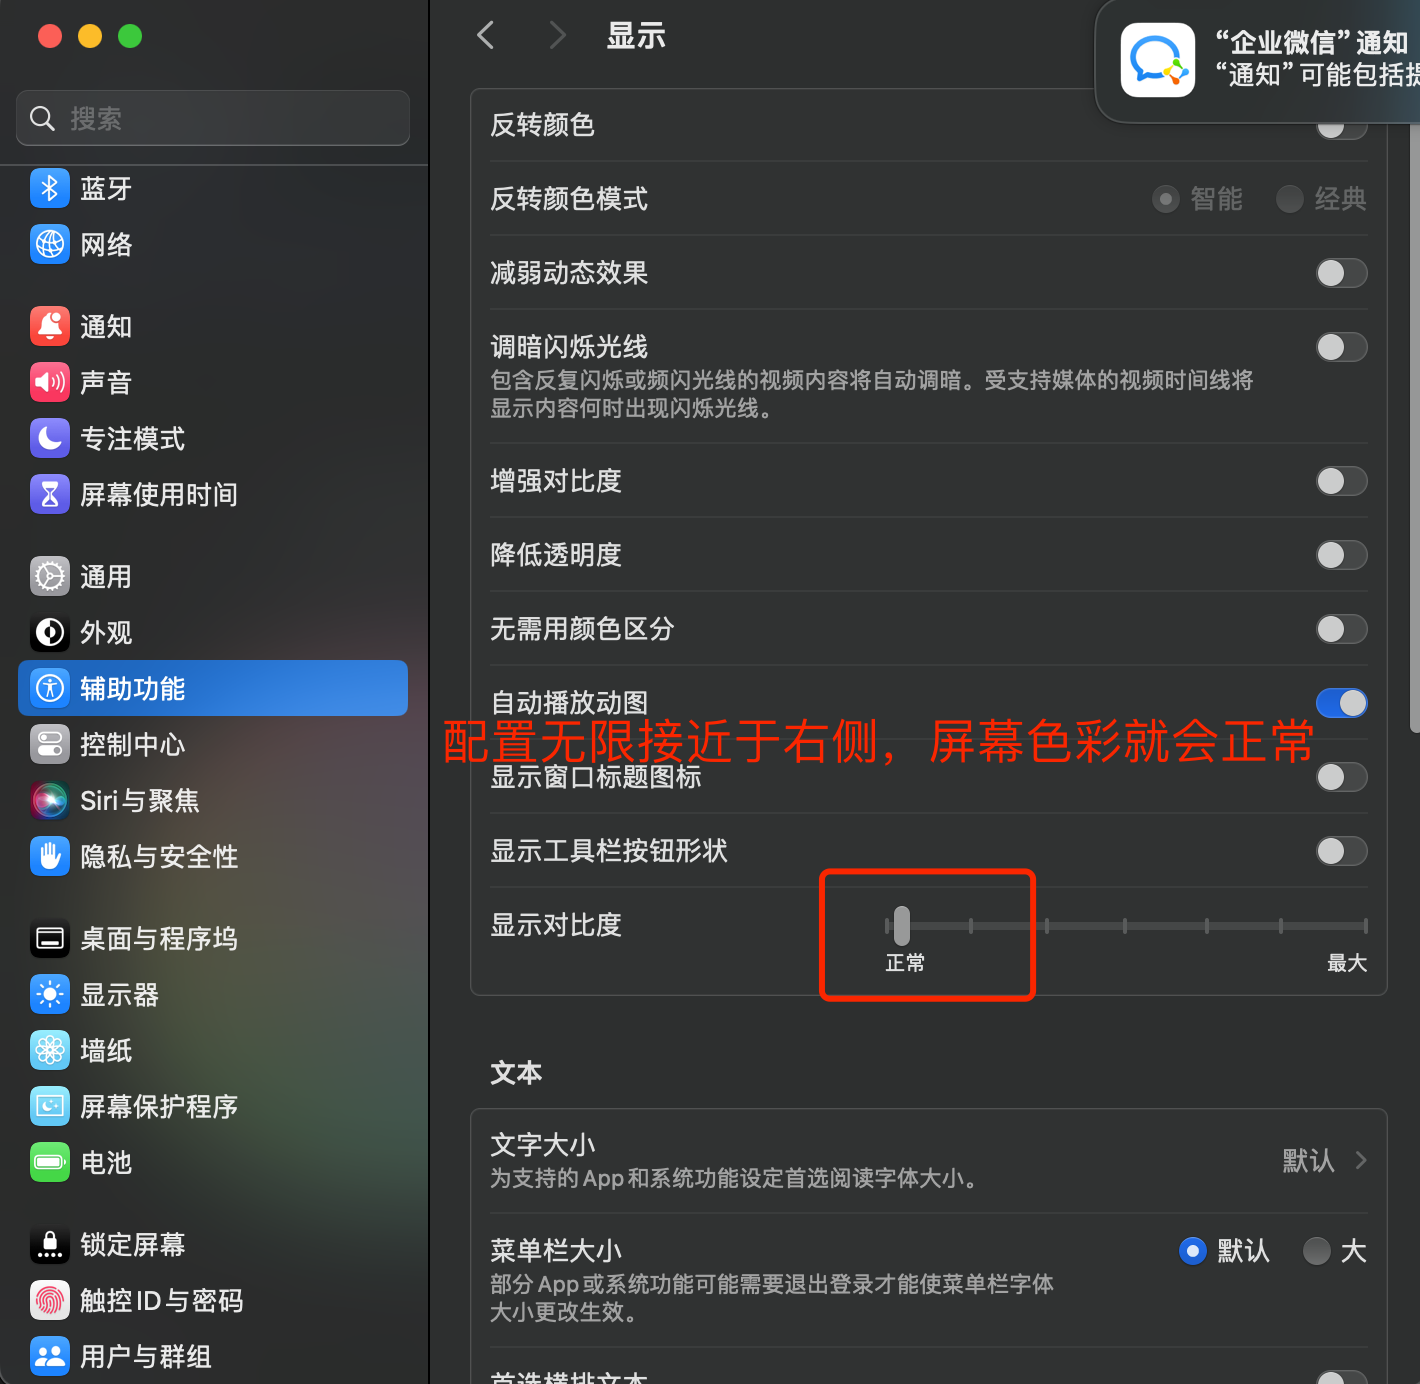 显示
“企业微信”通知
“通知”可能包括提
搜索
蓝牙
网络
通知
声音
专注模式
屏幕使用时间
通用
外观
辅助功能
控制中心
Siri与聚焦
隐私与安全性
桌面与程序坞
显示器
墙纸
屏幕保护程序
电池
锁定屏幕
触控ID与密码
用户与群组
反转颜色
反转颜色模式
智能
经典
减弱动态效果
调暗闪烁光线
包含反复闪烁或频闪光线的视频内容将自动调暗。受支持媒体的视频时间线将
显示内容何时出现闪烁光线。
增强对比度
降低透明度
无需用颜色区分
自动播放动图
配置无限接近于右侧，屏幕色彩就会正常
显示窗口标题图标
显示工具栏按钮形状
显示对比度
正常
最大
文本
文字大小
默认
为支持的App和系统功能设定首选阅读字体大小。
菜单栏大小
默认
大
部分App或系统功能可能需要退出登录才能使菜单栏字体
大小更改生效。
首选横排文本